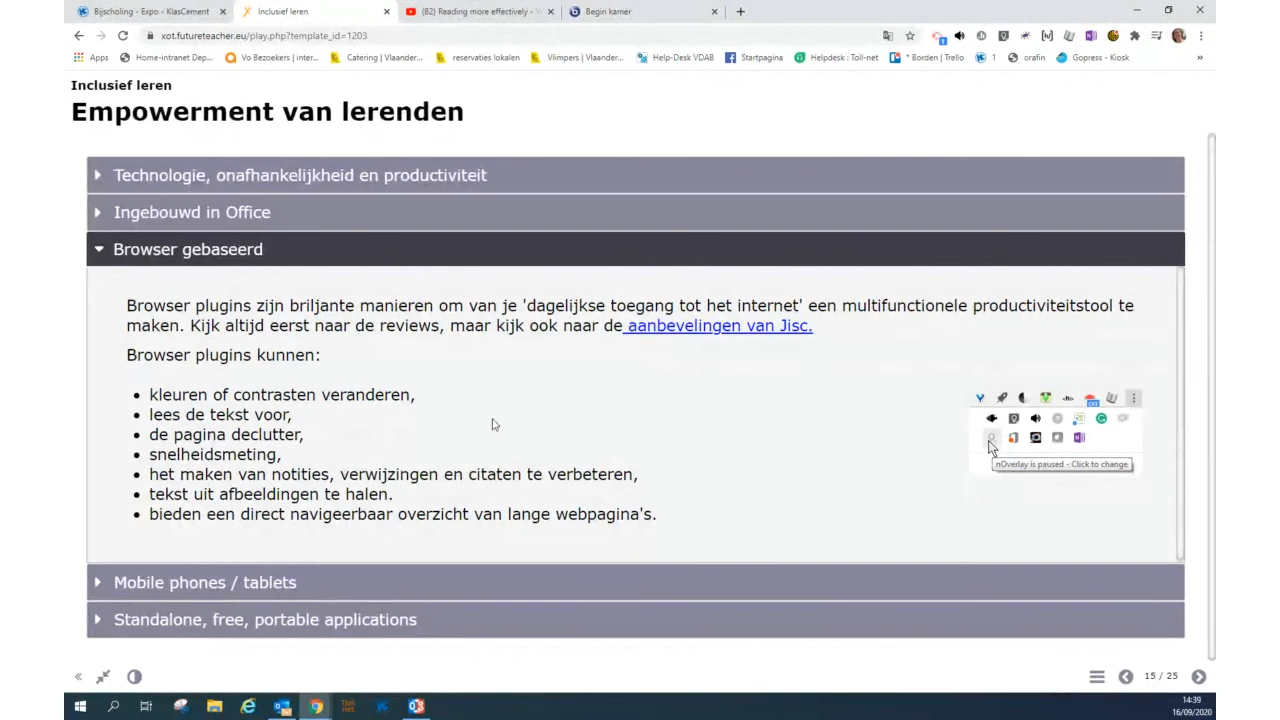 Bijscholing - Expo - KlasCement
Inclusief leren
(82) Reading more effectively -
Begin kamer
xot.futureteacher.eu/play.php?template_id=1203
Apps
Home-intranet Dep...
Vo Bezoekers | inter...
Catering | Vlaander...
reservaties lokalen
Vlimpers | Vlaander...
Help-Desk VDAB
Startpagina
Helpdesk : Toll-net
* Borden | Trello
1
orafin
Gopress - Kiosk
»
Inclusief leren
Empowerment van lerenden
Technologie, onafhankelijkheid en productiviteit
Ingebouwd in Office
Browser gebaseerd
Browser plugins zijn briljante manieren om van je 'dagelijkse toegang tot het internet' een multifunctionele productiviteitstool te
maken. Kijk altijd eerst naar de reviews, maar kijk ook naar de aanbevelingen van Jisc.
Browser plugins kunnen:
• kleuren of contrasten veranderen,
• lees de tekst voor,
• de pagina declutter,
• snelheidsmeting,
• het maken van notities, verwijzingen en citaten te verbeteren,
• tekst uit afbeeldingen te halen.
• bieden een direct navigeerbaar overzicht van lange webpagina's.
nOverlay is paused - Click to change
Mobile phones / tablets
Standalone, free, portable applications
15 / 25
14:39
16/09/2020